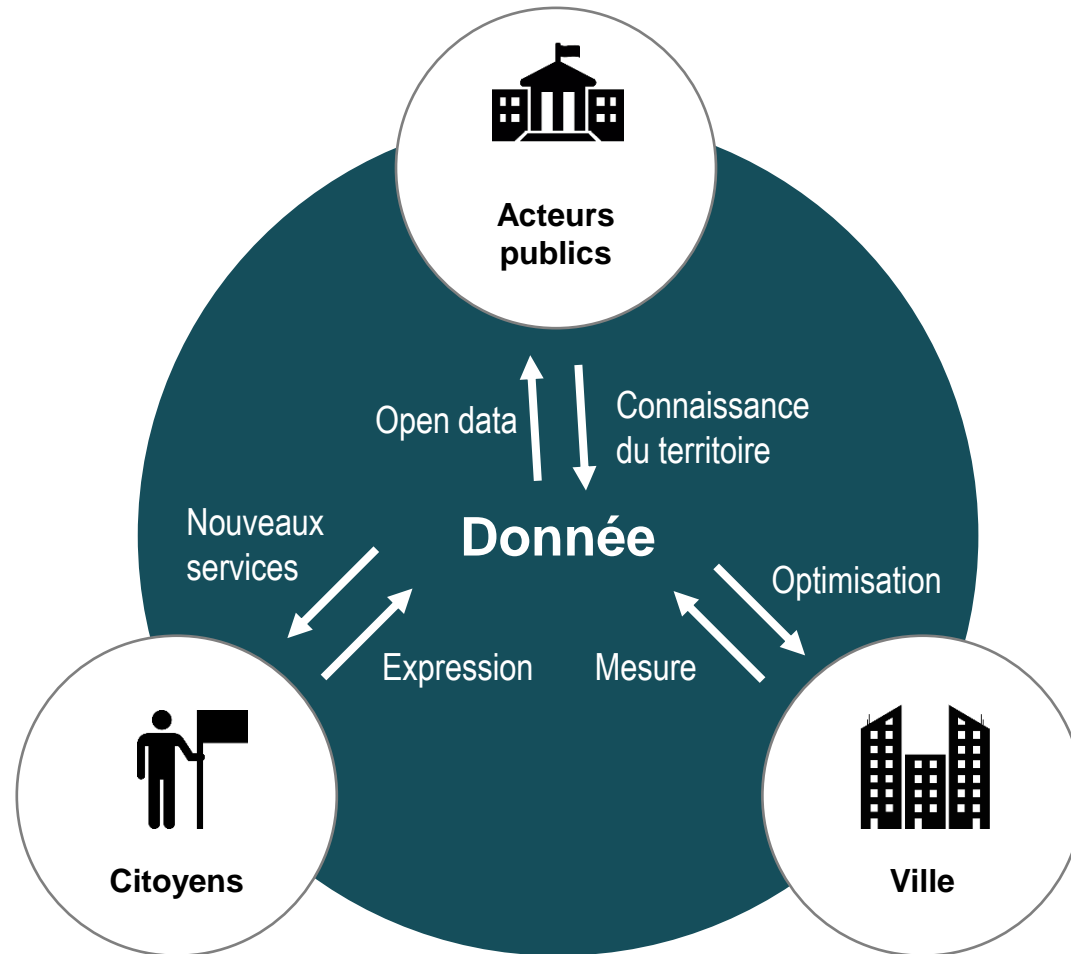 Acteurs
publics
Open data
Connaissance
du territoire
Nouveaux
services
Donnée
Optimisation
Expression
Mesure
Citoyens
Ville